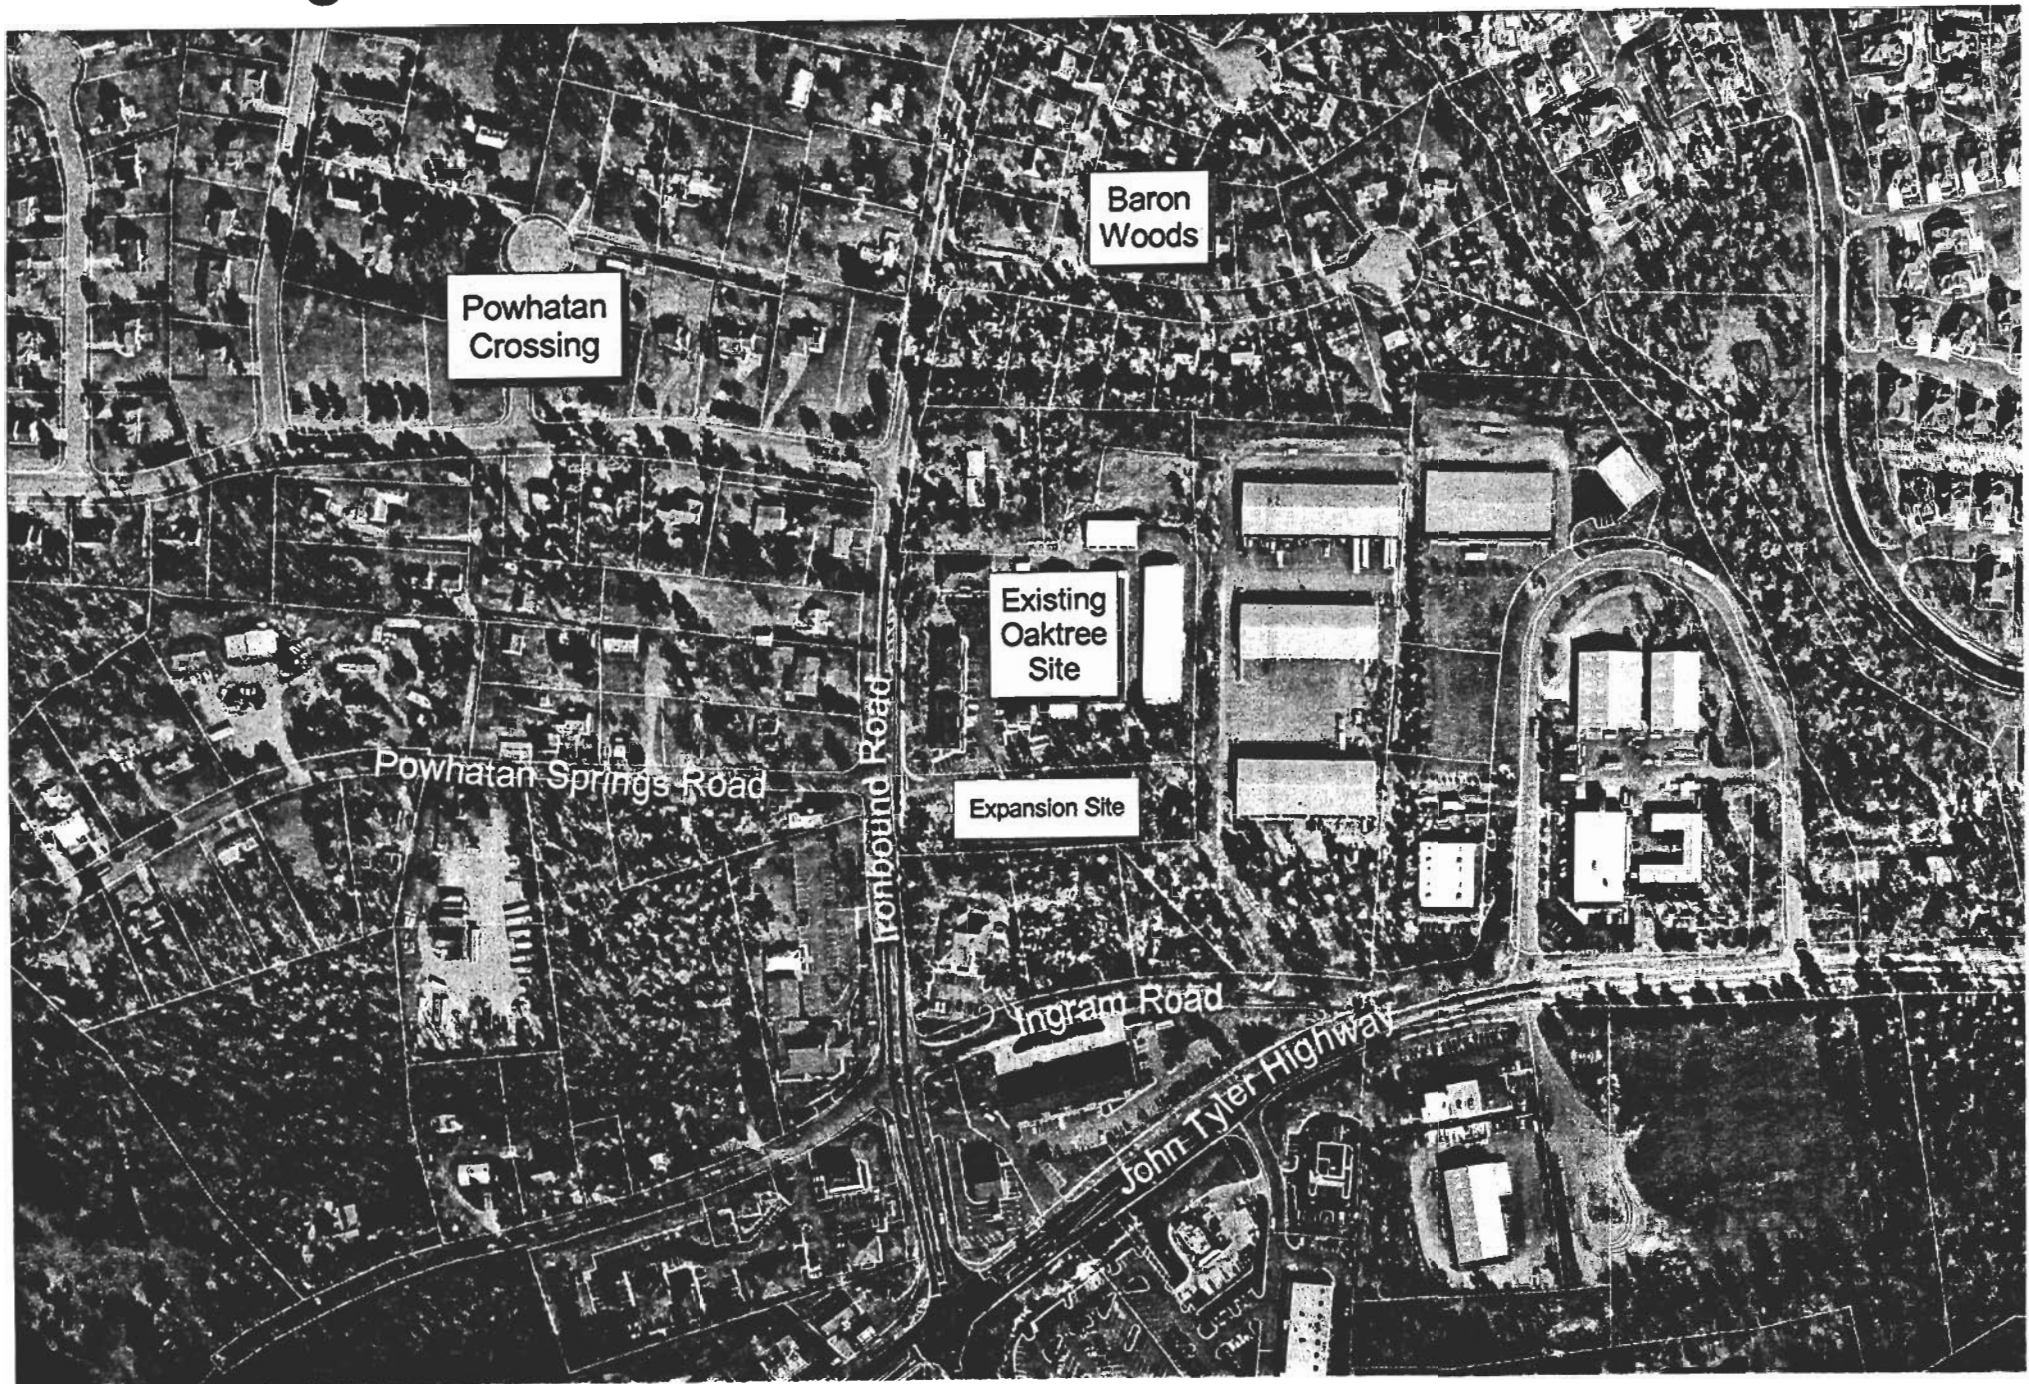 Baron
Woods
Powhatan
Crossing
Existing
Oaktree
Site
Powhatan Springs Road
Ironbound Road
Expansion Site
Ingram Road
John Tyler Highway